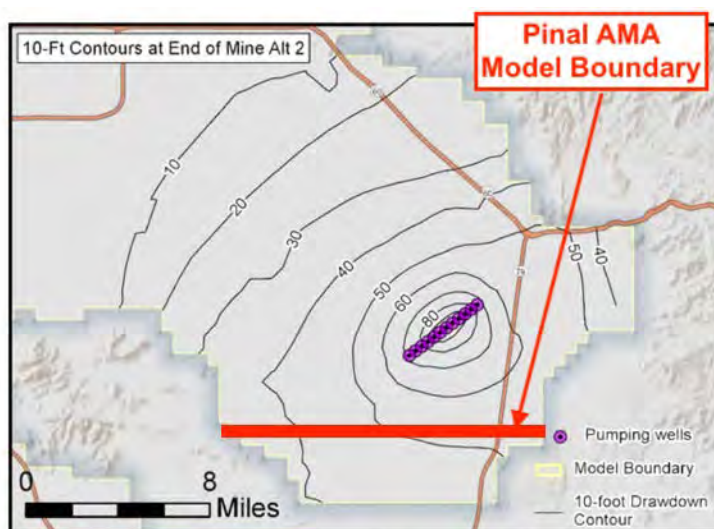 10-Ft Contours at End of Mine Alt 2
Pinal AMA
Model Boundary
10
20
30
40
50
60
80
50
40
Pumping wells
Model Boundary
10-foot Drawdown
Contour
0 8
Miles